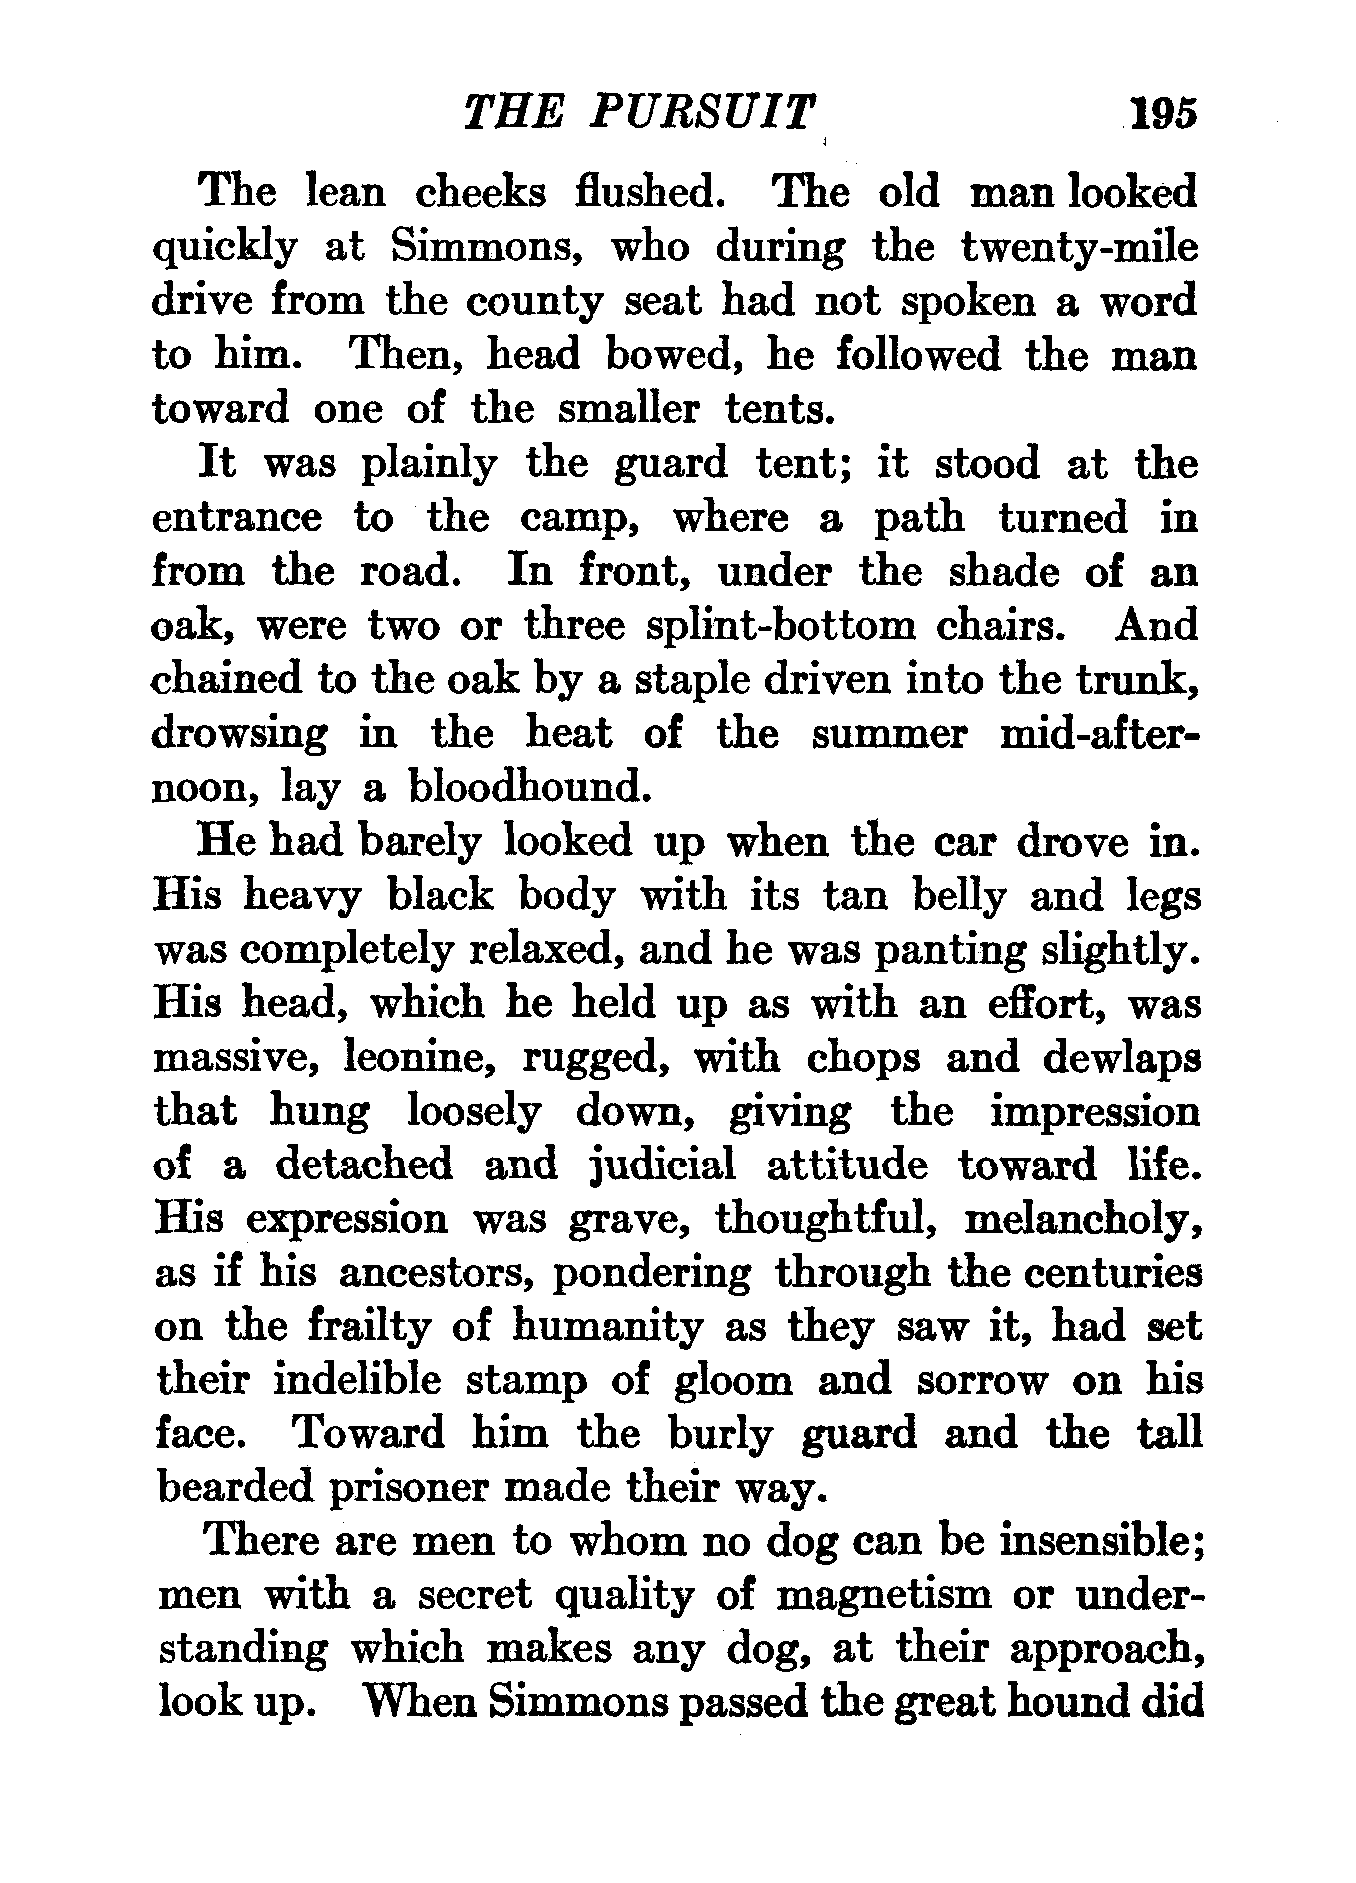 THE PURSUIT 195
The lean cheeks flushed. The old man looked
quickly at Simmons, who during the twenty-mile
drive from the county seat had not spoken a word
to him. Then, head bowed, he followed the man
toward one of the smaller tents.
It was plainly the guard tent; it stood at the
entrance to the camp, where a path turned in
from the road. In front, under the shade of an
oak, were two or three splint-bottom chairs. And
chained to the oak by a staple driven into the trunk,
drowsing in the heat of the summer mid-after-
noon, lay a bloodhound.
He had barely looked up when the car drove in.
His heavy black body with its tan belly and legs
was completely relaxed, and he was panting slightly.
His head, which he held up as with an effort, was
massive, leonine, rugged, with chops and dewlaps
that hung loosely down, giving the impression
of a detached and judicial attitude toward life.
His expression was grave, thoughtful, melancholy,
as if his ancestors, pondering through the centuries
on the frailty of humanity as they saw it, had set
their indelible stamp of gloom and sorrow on his
face. Toward him the burly guard and the tall
bearded prisoner made their way.
There are men to whom no dog can be insensible;
men with a secret quality of magnetism or under-
standing which makes any dog, at their approach,
look up. When Simmons passed the great hound did